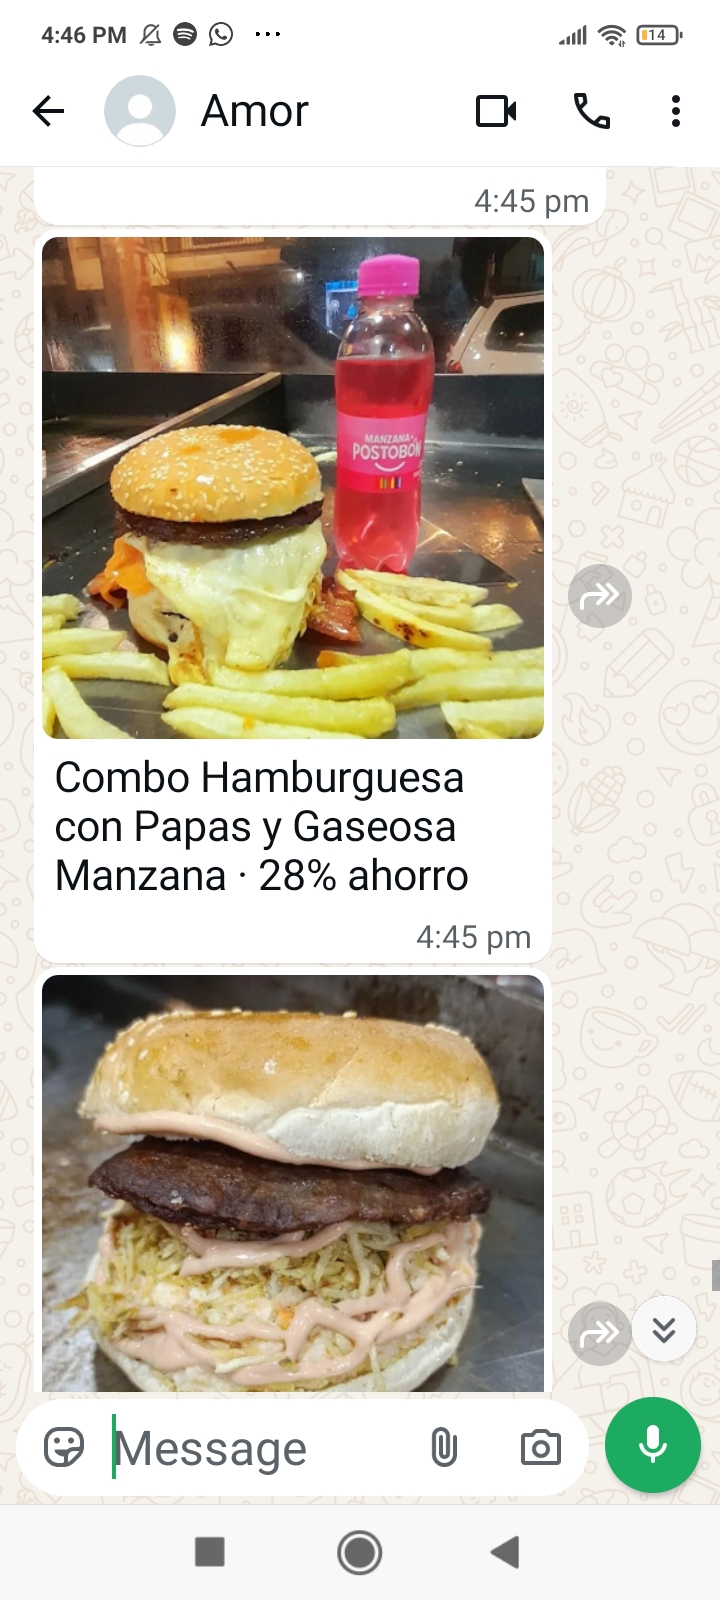 4:46 PM
14
Amor
4:45 pm
MANZANA
POSTOBÓN
Combo Hamburguesa
con Papas y Gaseosa
Manzana · 28% ahorro
4:45 pm
Message